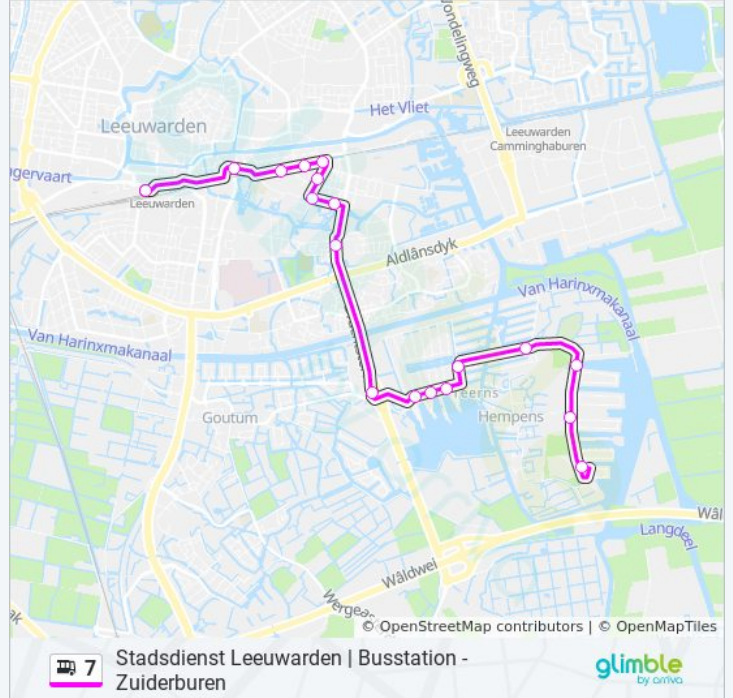 Wondelingweg
Het Vliet
Leeuwarden
Leeuwarden
Camminghaburen
Leeuwarden
Aldlânsdyk
Van Harinxmakanaal
Van Harinxmakanaal
Goutum
Hempens
Wâldwei
Langdeel
© OpenStreetMap contributors | © OpenMapTiles
7
Stadsdienst Leeuwarden | Busstation -
Zuiderburen
glimble
by arriva